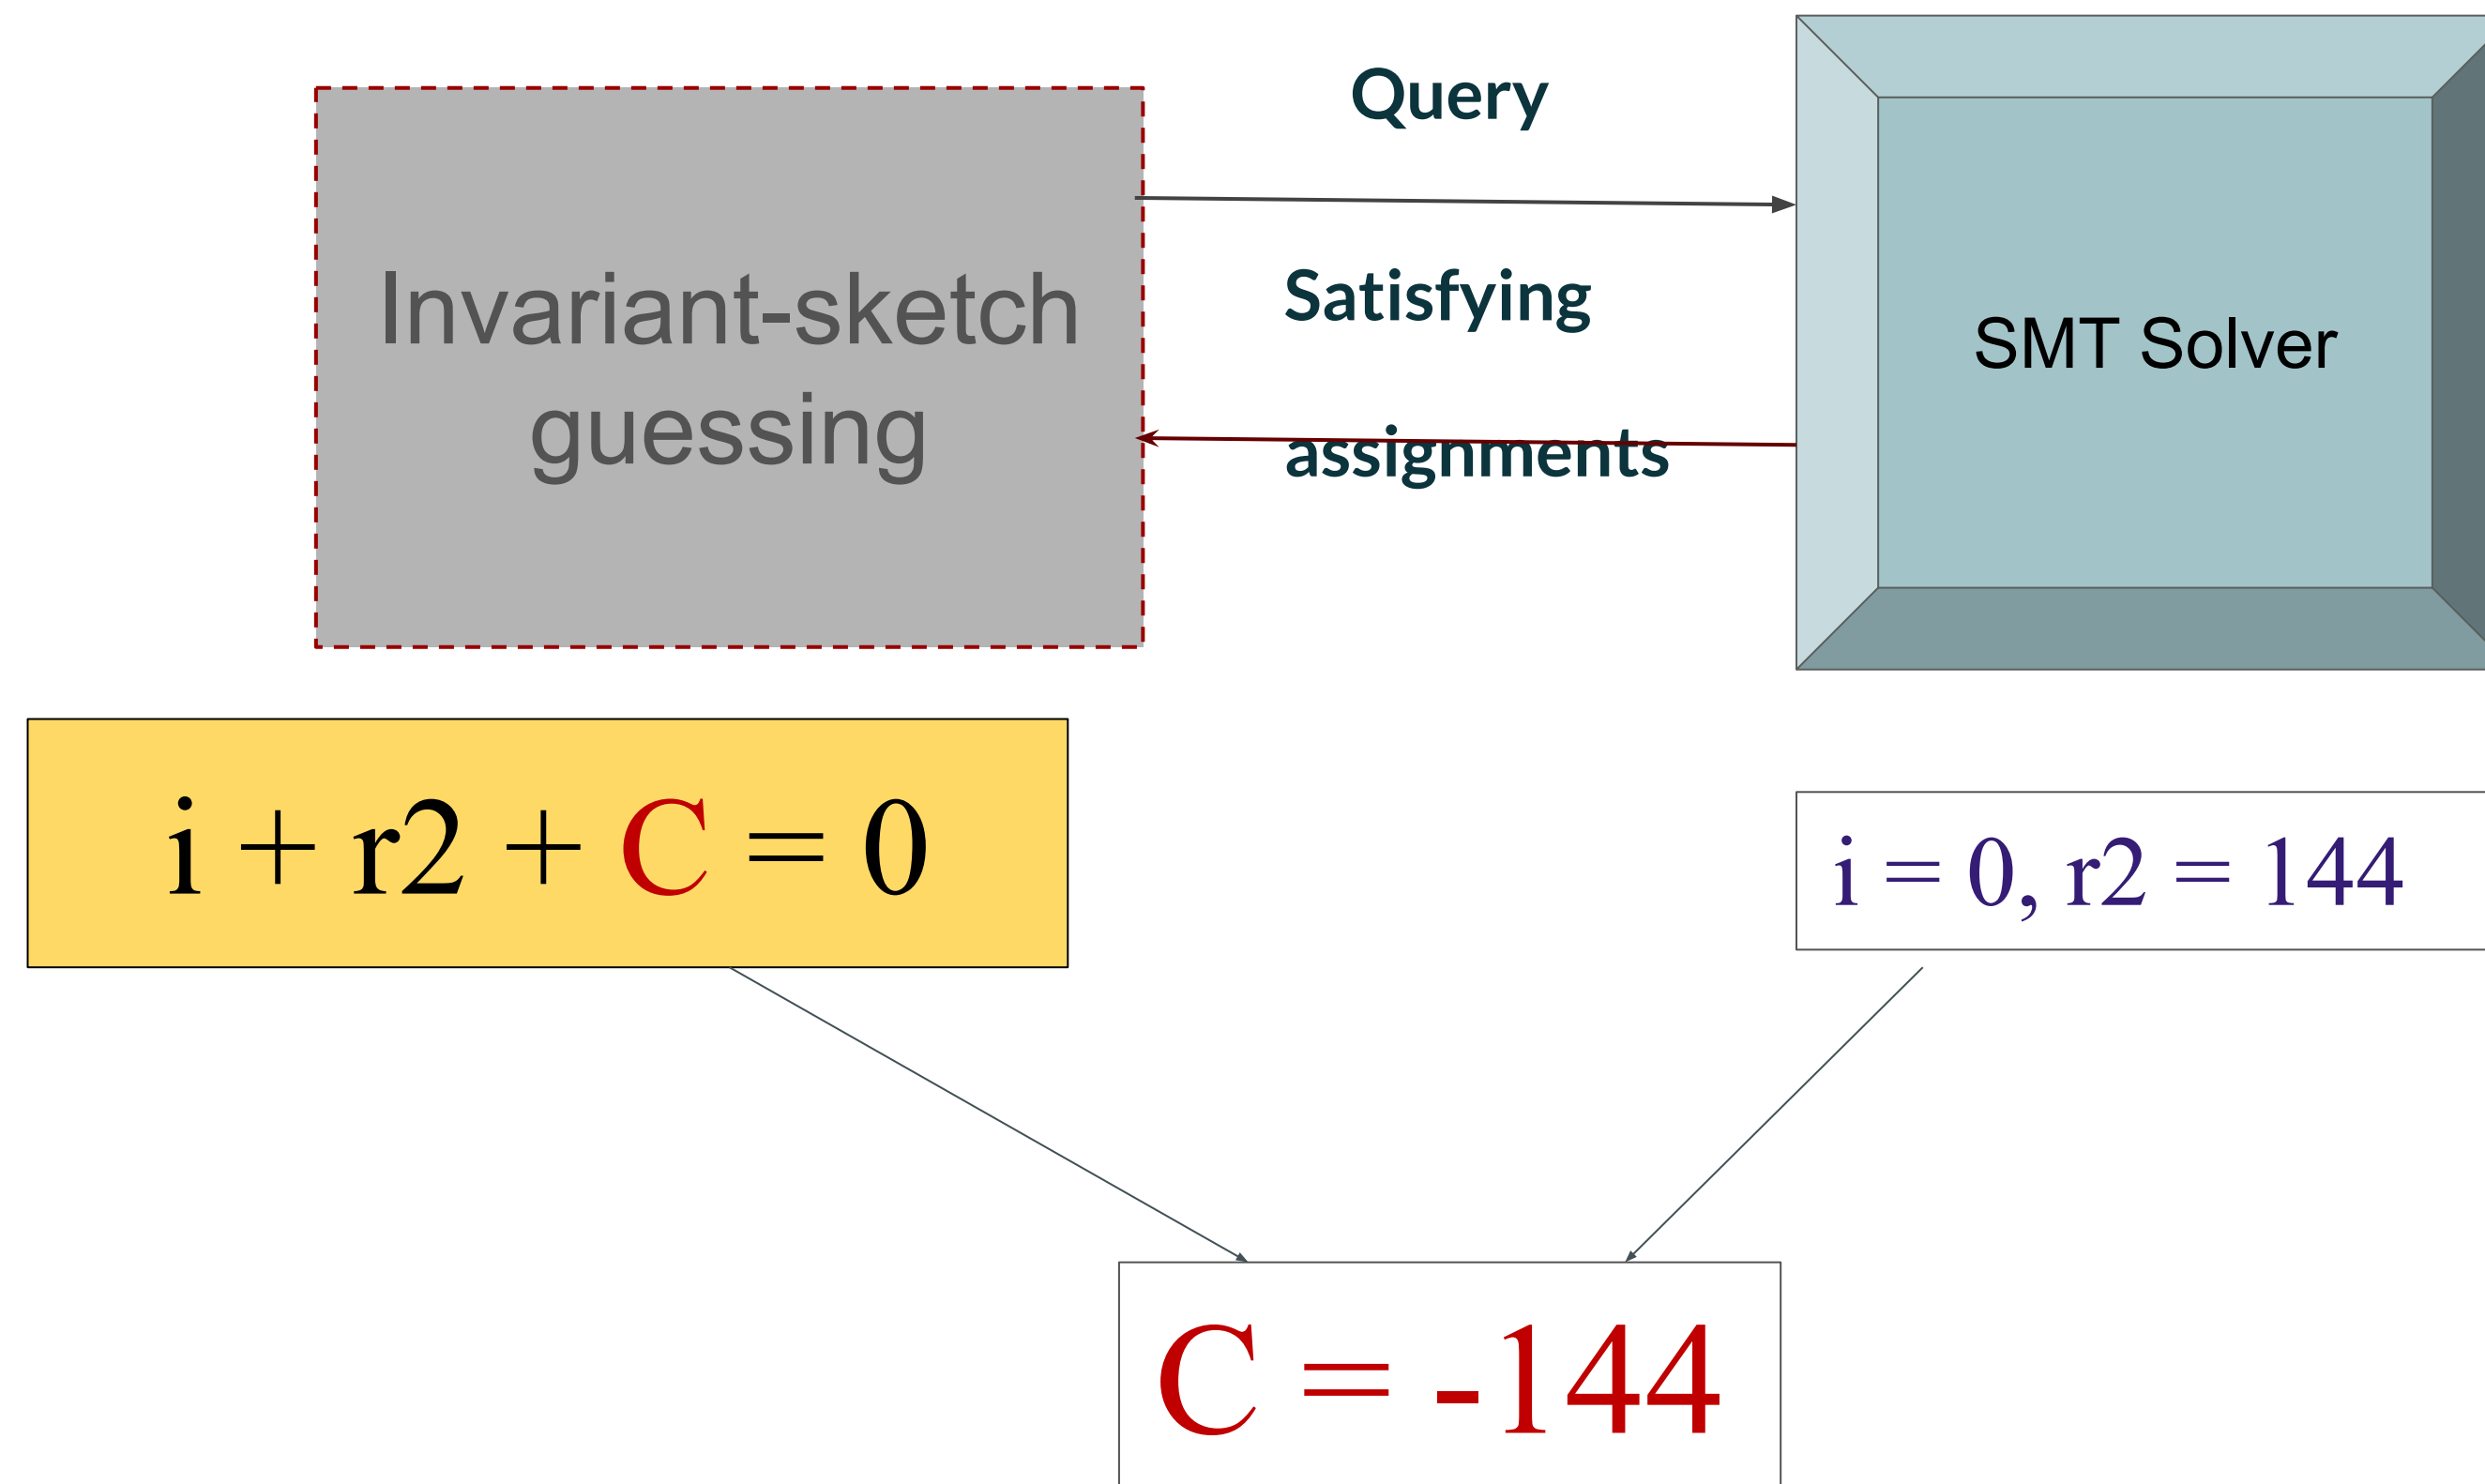 Query
Invariant-sketch
guessing
Satisfying
assignments
SMT Solver
i + r2 + C = 0
i = 0, r2 = 144
C = -144